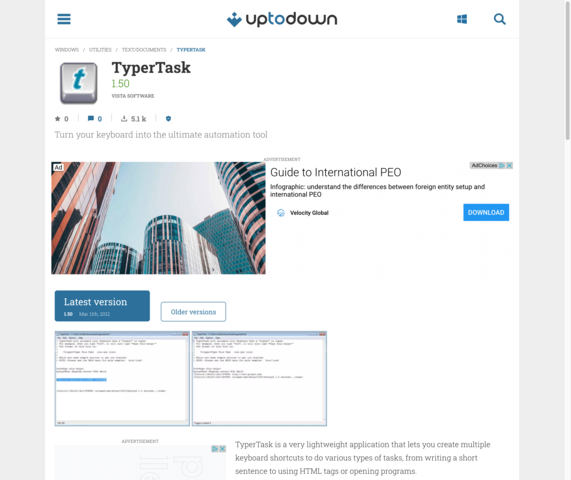 uptodown
WINDOWS / UTILITIES / TEXT/DOCUMENTS / TYPERTASK
TyperTask
1.50
VISTA SOFTWARE
0
0
5.1 k
Turn your keyboard into the ultimate automation tool
ADVERTISEMENT
Ad
AdChoices
Guide to International PEO
Infographic: understand the differences between foreign entity setup and
international PEO
Velocity Global
DOWNLOAD
Latest version
1.50
Older versions
ADVERTISEMENT
TyperTask is a very lightweight application that lets you create multiple
keyboard shortcuts to do various types of tasks, from writing a short
sentence to using HTML tags or opening programs.